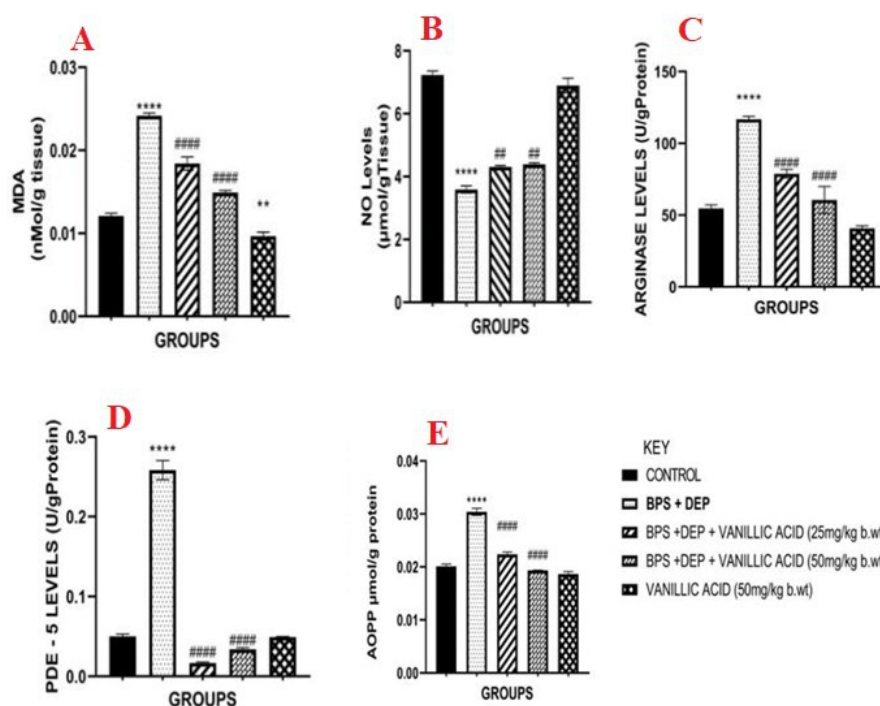 A
MDA
(nMol/g tissue)
0.03
0.02
0.01
0.00
****
####
####
**
GROUPS
B
NO Levels
(μmol/gTissue)
8
6
4
2
0
****
##
##
GROUPS
C
ARGINASE LEVELS (U/gProtein)
150
100
50
0
****
####
####
GROUPS
D
PDE - 5 LEVELS (U/gProtein)
0.3
0.2
0.1
0.0
****
####
####
GROUPS
E
AOPP μmol/g protein
0.04
0.03
0.02
0.01
0.00
****
####
####
GROUPS
KEY
CONTROL
BPS + DEP
BPS +DEP + VANILLIC ACID (25mg/kg b.wt
BPS +DEP + VANILLIC ACID (50mg/kg b.wt
VANILLIC ACID (50mg/kg b.wt)